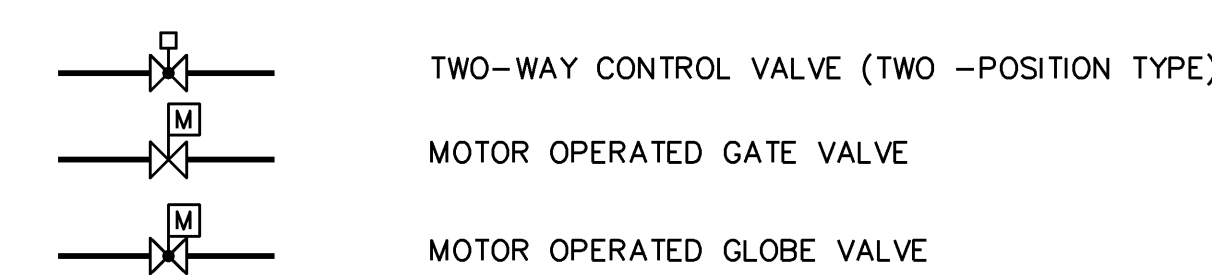 TWO-WAY CONTROL VALVE (TWO -POSITION TYPE)
M
MOTOR OPERATED GATE VALVE
M
MOTOR OPERATED GLOBE VALVE